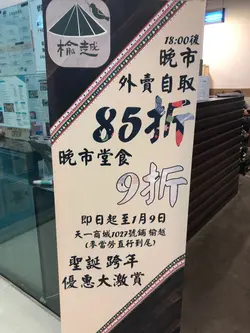 榆越
18:00後
晚市
外賣自取
85折
晚市堂食
9折
即日起至1月9日
天一商城1027號鋪 榆越
(麥當勞直行到尾)
聖誕 跨年
優惠大激賞